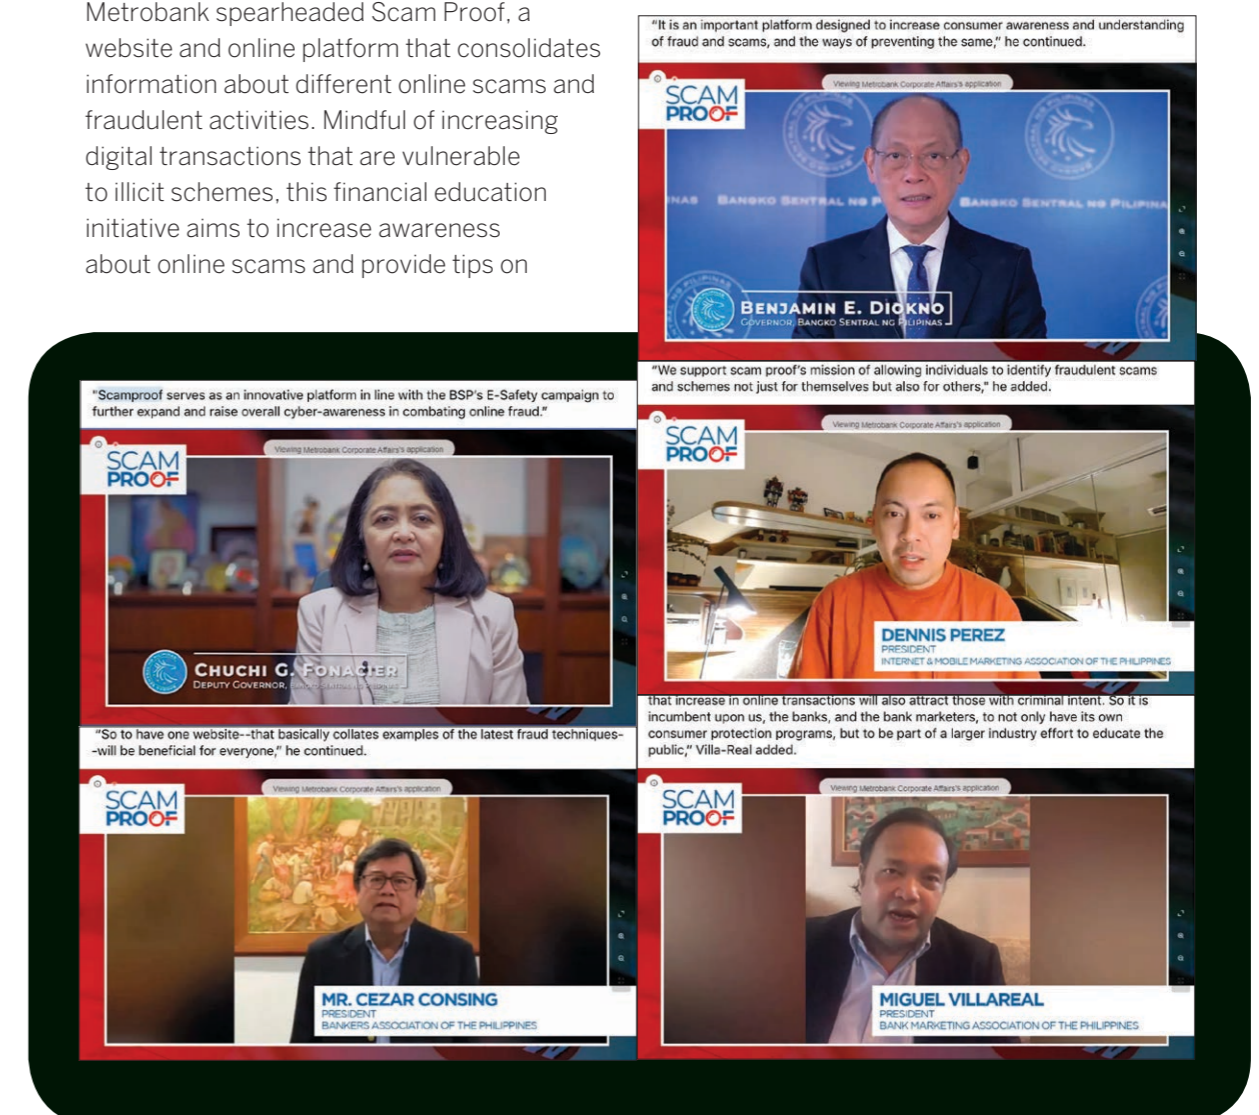 Metrobank spearheaded Scam Proof, a
website and online platform that consolidates
information about different online scams and
fraudulent activities. Mindful of increasing
digital transactions that are vulnerable
to illicit schemes, this financial education
initiative aims to increase awareness
about online scams and provide tips on
“It is an important platform designed to increase consumer awareness and understanding
of fraud and scams, and the ways of preventing the same,” he continued.
Viewing Metrobank Corporate Affairs's application
SCAM
PROOF
BANGKO SENTRAL NG P
BANGKO SENTRAL NG PILIPINA
BENJAMIN E. DIOKNO
GOVERNOR, BANGKO SENTRAL NG PILIPINAS
"Scamproof serves as an innovative platform in line with the BSP's E-Safety campaign to
further expand and raise overall cyber-awareness in combating online fraud."
Viewing Metrobank Corporate Affairs's application
SCAM
PROOF
CHUCHI G. FONACIER
DEPUTY GOVERNOR, BANGKO SENTRAL NG PILIPINAS
“We support scam proof's mission of allowing individuals to identify fraudulent scams
and schemes not just for themselves but also for others,” he added.
Viewing Metrobank Corporate Affairs's application
SCAM
PROOF
DENNIS PEREZ
PRESIDENT
INTERNET & MOBILE MARKETING ASSOCIATION OF THE PHILIPPINES
“So to have one website--that basically collates examples of the latest fraud techniques-
-will be beneficial for everyone,” he continued.
Viewing Metrobank Corporate Affairs's application
SCAM
PROOF
MR. CEZAR CONSING
PRESIDENT
BANKERS ASSOCIATION OF THE PHILIPPINES
that increase in online transactions will also attract those with criminal intent. So it is
incumbent upon us, the banks, and the bank marketers, to not only have its own
consumer protection programs, but to be part of a larger industry effort to educate the
public,” Villa-Real added.
Viewing Metrobank Corporate Affairs's application
SCAM
PROOF
MIGUEL VILLAREAL
PRESIDENT
BANK MARKETING ASSOCIATION OF THE PHILIPPINES